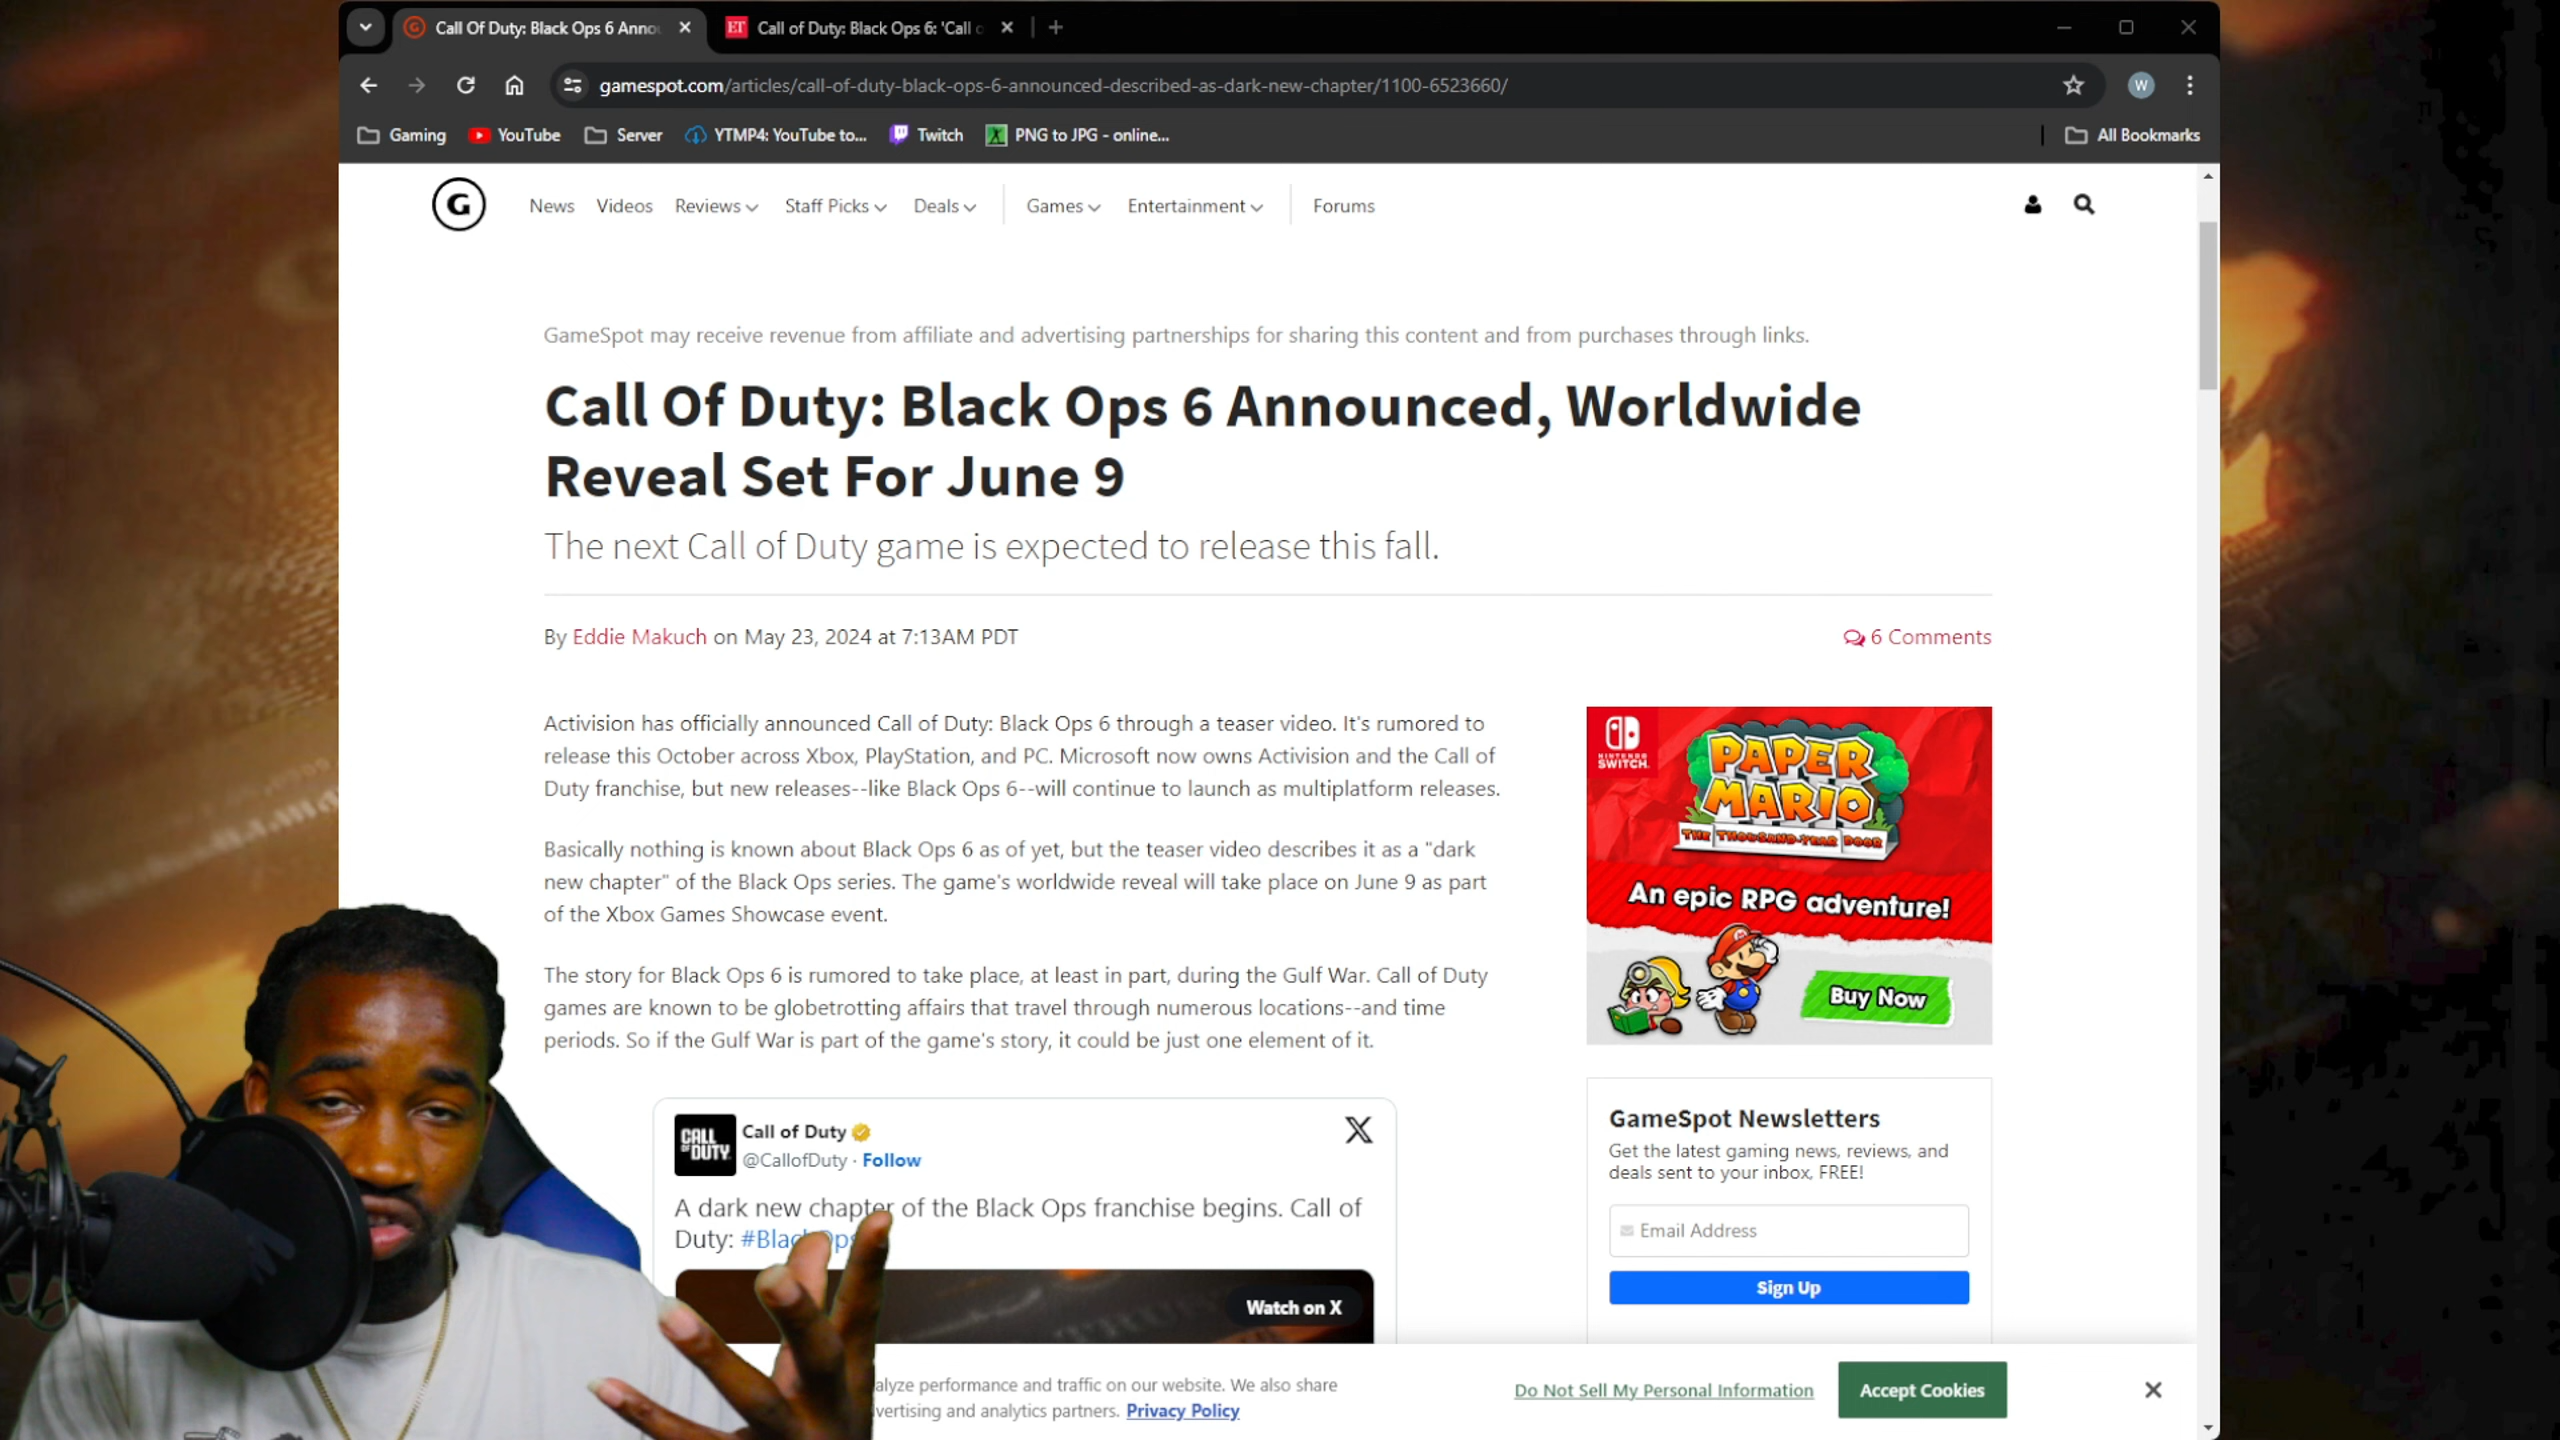 Call Of Duty: Black Ops 6 Anno
ET Call of Duty: Black Ops 6: 'Call
gamespot.com/articles/call-of-duty-black-ops-6-announced-described-as-dark-new-chapter/1100-6523660/
W
Gaming YouTube Server YTMP4: YouTube to... Twitch PNG to JPG - online... All Bookmarks
G News Videos Reviews Staff Picks Deals Games Entertainment Forums
GameSpot may receive revenue from affiliate and advertising partnerships for sharing this content and from purchases through links.
Call Of Duty: Black Ops 6 Announced, Worldwide
Reveal Set For June 9
The next Call of Duty game is expected to release this fall.
By Eddie Makuch on May 23, 2024 at 7:13AM PDT
6 Comments
Activision has officially announced Call of Duty: Black Ops 6 through a teaser video. It's rumored to
release this October across Xbox, PlayStation, and PC. Microsoft now owns Activision and the Call of
Duty franchise, but new releases--like Black Ops 6--will continue to launch as multiplatform releases.
Basically nothing is known about Black Ops 6 as of yet, but the teaser video describes it as a "dark
new chapter" of the Black Ops series. The game's worldwide reveal will take place on June 9 as part
of the Xbox Games Showcase event.
The story for Black Ops 6 is rumored to take place, at least in part, during the Gulf War. Call of Duty
games are known to be globetrotting affairs that travel through numerous locations--and time
periods. So if the Gulf War is part of the game's story, it could be just one element of it.
CALL
OF DUTY
Call of Duty
@CallofDuty · Follow
X
A dark new chapter of the Black Ops franchise begins. Call of
Duty: #Blac Ops
Watch on X
NINTENDO
SWITCH
PAPER
MARIO
THE THOUSAND-YEAR DOOR
An epic RPG adventure!
Buy Now
GameSpot Newsletters
Get the latest gaming news, reviews, and
deals sent to your inbox, FREE!
Email Address
Sign Up
alyze performance and traffic on our website. We also share
vertising and analytics partners. Privacy Policy
Do Not Sell My Personal Information
Accept Cookies